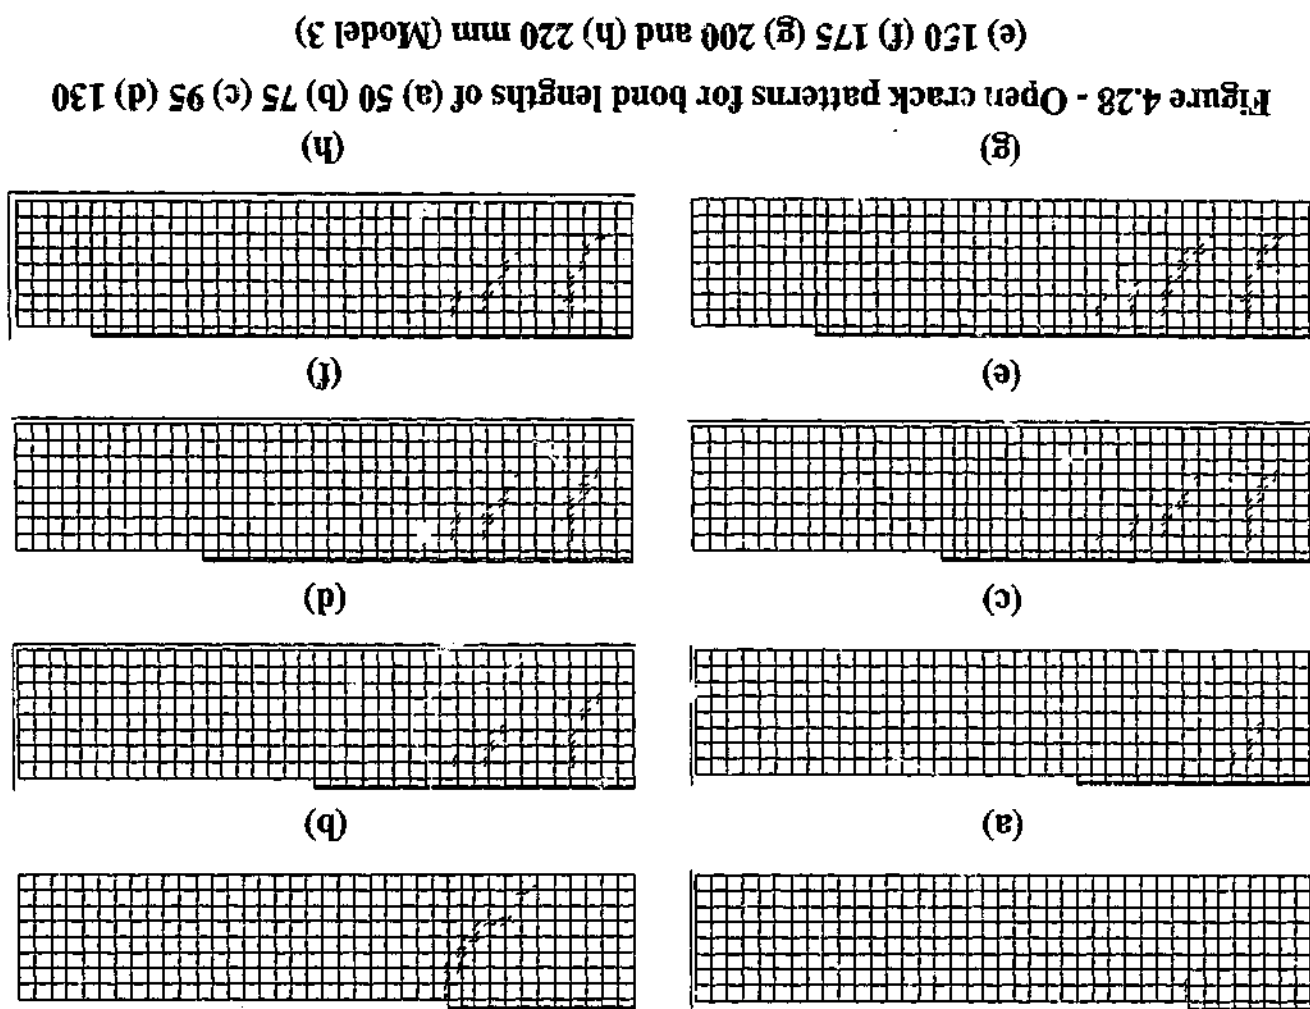 (a) (b)
(c) (d)
(e) (f)
(g) (h)
Figure 4.28 - Open crack patterns for bond lengths of (a) 50 (b) 75 (c) 95 (d) 130
(e) 150 (f) 175 (g) 200 and (h) 220 mm (Model 3)